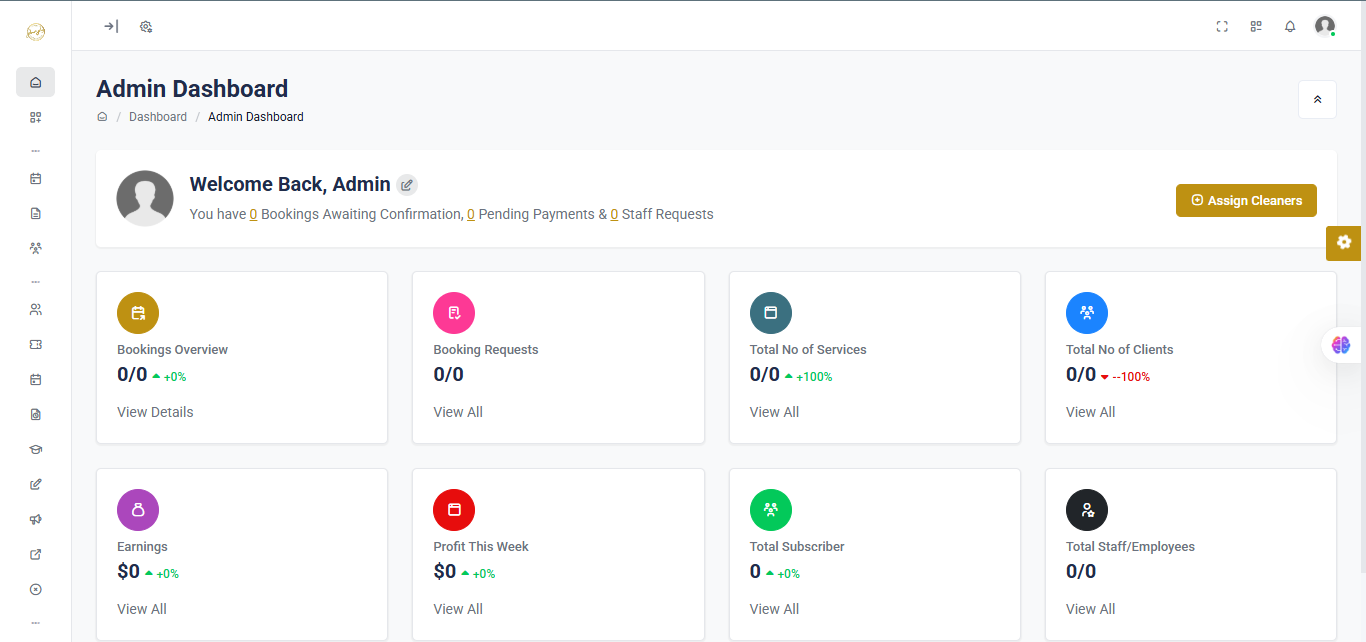 Admin Dashboard
/ Dashboard / Admin Dashboard
Welcome Back, Admin
You have 0 Bookings Awaiting Confirmation, 0 Pending Payments & 0 Staff Requests
Assign Cleaners
Bookings Overview
0/0 +0%
View Details
Booking Requests
0/0
View All
Total No of Services
0/0 +100%
View All
Total No of Clients
0/0 --100%
View All
Earnings
$0 +0%
View All
Profit This Week
$0 +0%
View All
Total Subscriber
0 +0%
View All
Total Staff/Employees
0/0
View All